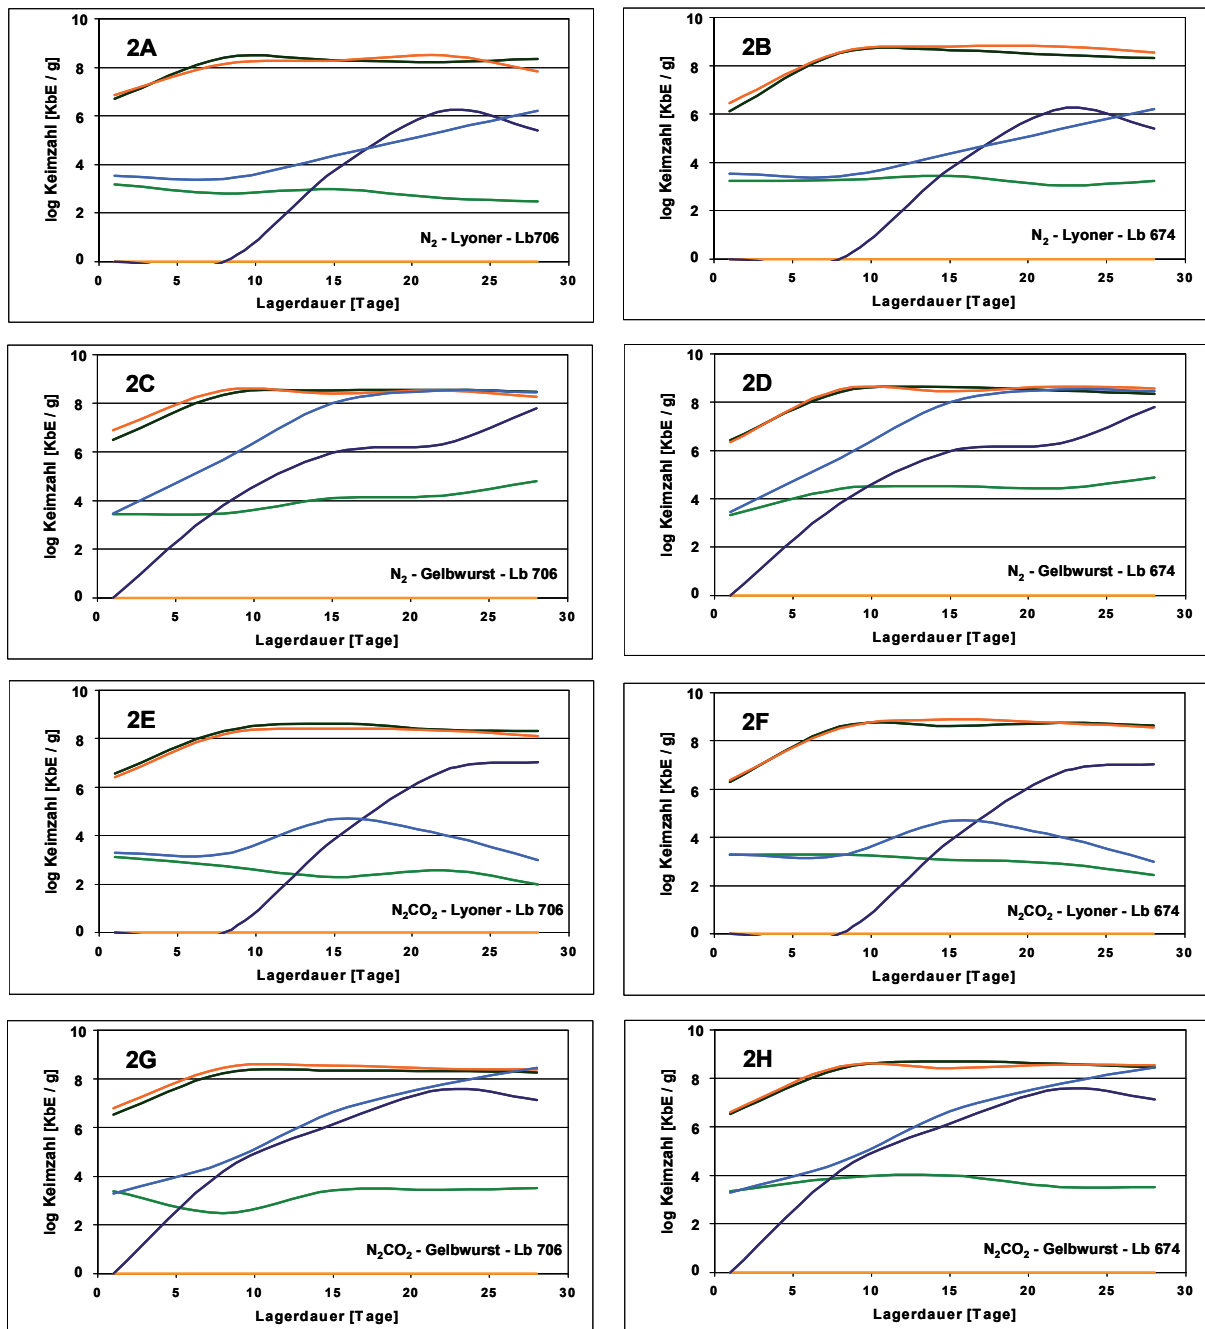 2A
log Keimzahl [KbE / g]
10
8
6
4
2
0
N₂ - Lyoner - Lb706
0 5 10 15 20 25 30
Lagerdauer [Tage]
2B
log Keimzahl [KbE / g]
10
8
6
4
2
0
N₂ - Lyoner - Lb 674
0 5 10 15 20 25 30
Lagerdauer [Tage]
2C
log Keimzahl [KbE / g]
10
8
6
4
2
0
N₂ - Gelbwurst - Lb 706
0 5 10 15 20 25 30
Lagerdauer [Tage]
2D
log Keimzahl [KbE / g]
10
8
6
4
2
0
N₂ - Gelbwurst - Lb 674
0 5 10 15 20 25 30
Lagerdauer [Tage]
2E
log Keimzahl [KbE / g]
10
8
6
4
2
0
N₂CO₂ - Lyoner - Lb 706
0 5 10 15 20 25 30
Lagerdauer [Tage]
2F
log Keimzahl [KbE / g]
10
8
6
4
2
0
N₂CO₂ - Lyoner - Lb 674
0 5 10 15 20 25 30
Lagerdauer [Tage]
2G
log Keimzahl [KbE / g]
10
8
6
4
2
0
N₂CO₂ - Gelbwurst - Lb 706
0 5 10 15 20 25 30
Lagerdauer [Tage]
2H
log Keimzahl [KbE / g]
10
8
6
4
2
0
N₂CO₂ - Gelbwurst - Lb 674
0 5 10 15 20 25 30
Lagerdauer [Tage]